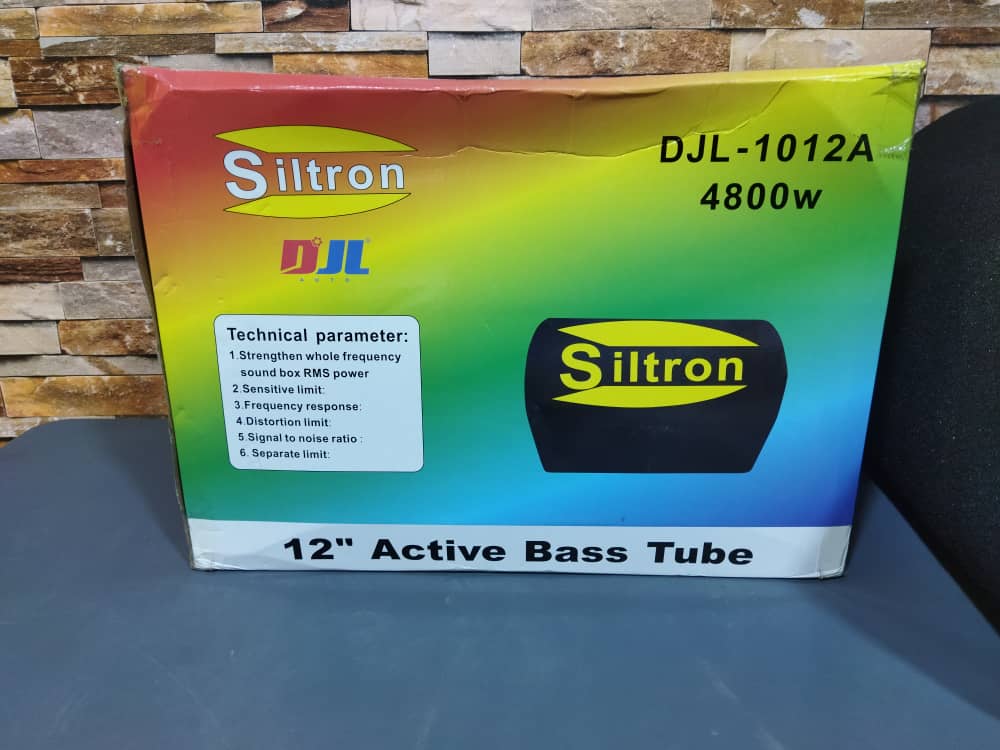 Siltron
DJL-1012A
4800w
DJL
AUTO
Technical parameter:
1.Strengthen whole frequency
sound box RMS power
2.Sensitive limit:
3.Frequency response:
4.Distortion limit:
5.Signal to noise ratio :
6. Separate limit:
Siltron
12" Active Bass Tube